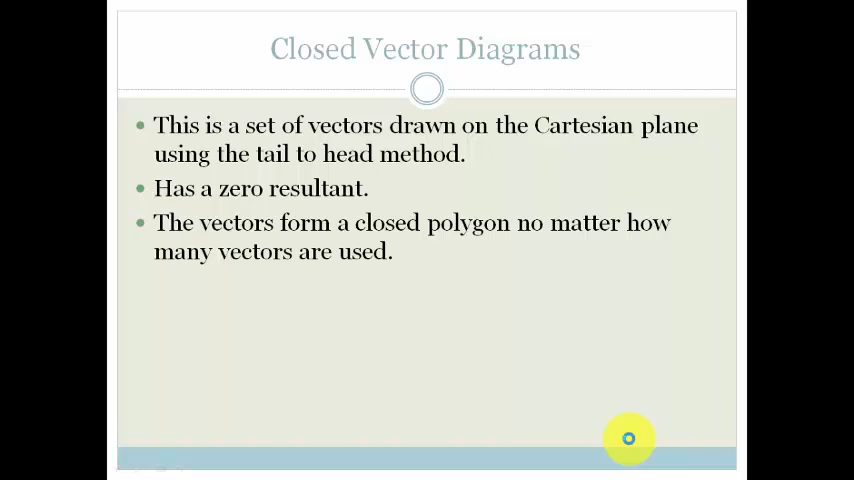 Closed Vector Diagrams
This is a set of vectors drawn on the Cartesian plane
using the tail to head method.
Has a zero resultant.
The vectors form a closed polygon no matter how
many vectors are used.